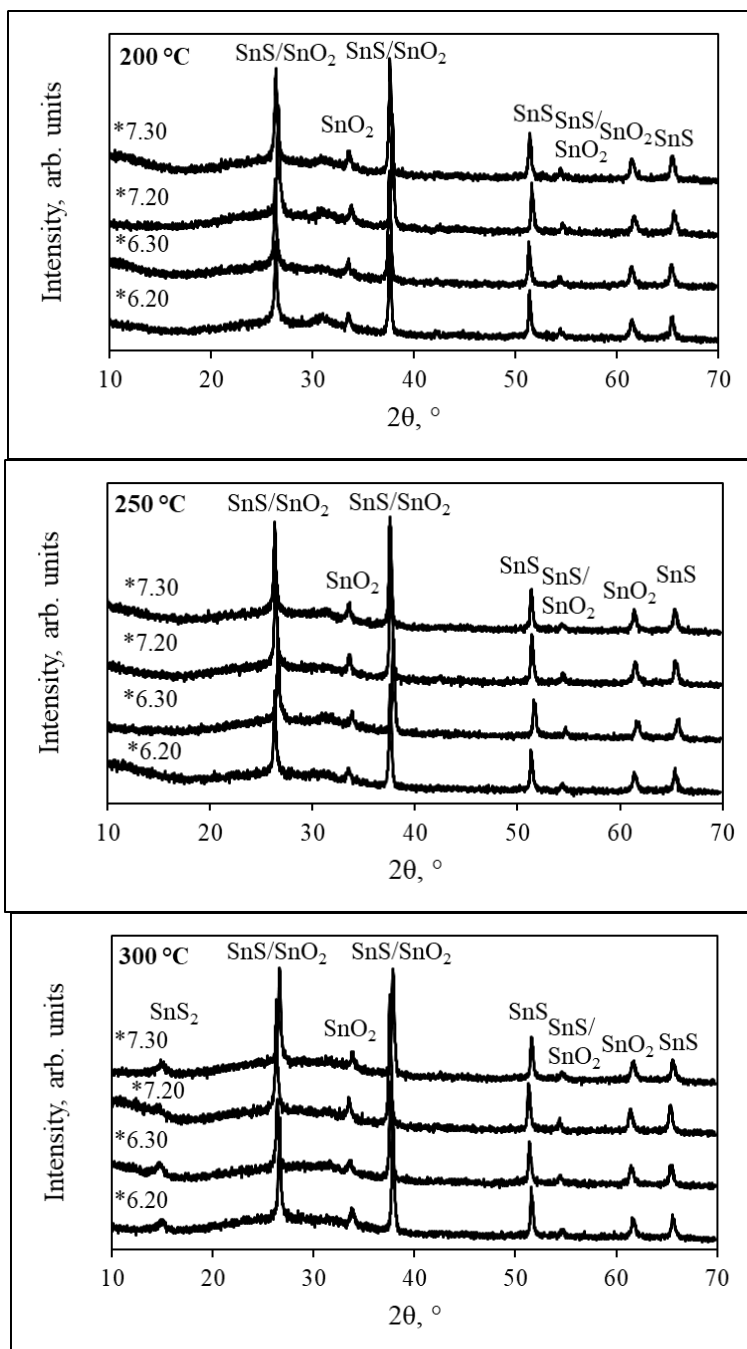 200 °C
SnS/SnO₂ SnS/SnO₂
*7.30
SnO₂
SnS SnS/ SnO₂ SnS
SnO₂
*7.20
*6.30
*6.20
Intensity, arb. units
10 20 30 40 50 60 70
2θ, °
250 °C
SnS/SnO₂ SnS/SnO₂
*7.30
SnO₂
SnS SnS/ SnO₂ SnS
SnO₂
*7.20
*6.30
*6.20
Intensity, arb. units
10 20 30 40 50 60 70
2θ, °
300 °C
SnS/SnO₂ SnS/SnO₂
SnS₂
*7.30
SnO₂
SnS SnS/ SnO₂ SnS
SnO₂
*7.20
*6.30
*6.20
Intensity, arb. units
10 20 30 40 50 60 70
2θ, °